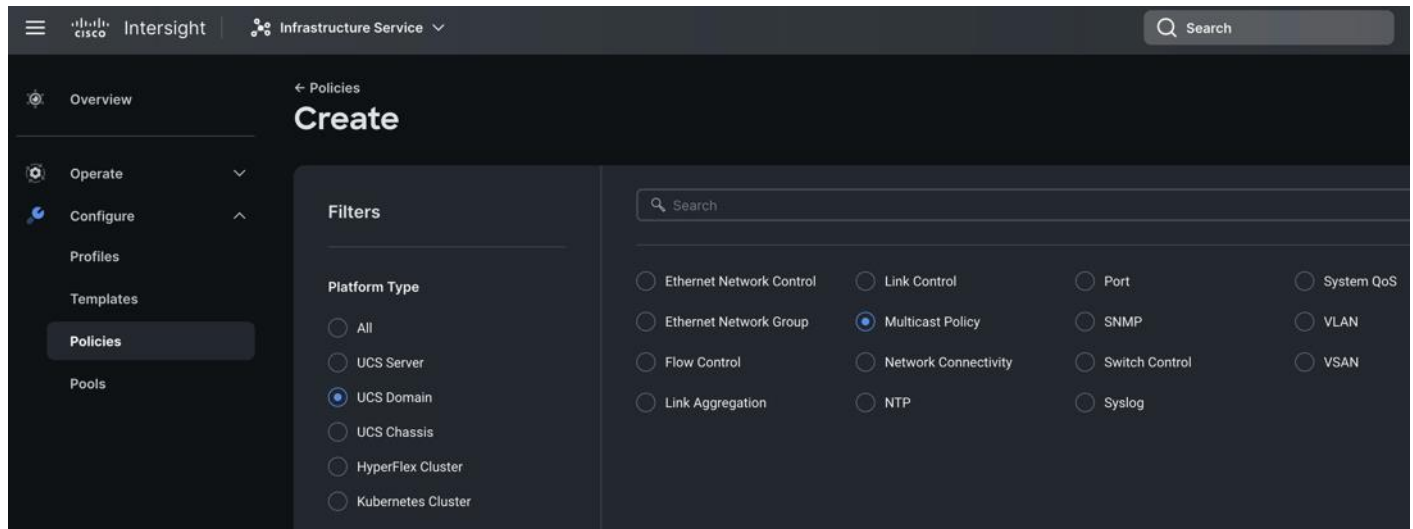 cisco Intersight Infrastructure Service Search
Overview
Operate
Configure
Profiles
Templates
Policies
Pools
← Policies
Create
Filters
Platform Type
All
UCS Server
UCS Domain
UCS Chassis
HyperFlex Cluster
Kubernetes Cluster
Search
Ethernet Network Control Link Control Port System QoS
Ethernet Network Group Multicast Policy SNMP VLAN
Flow Control Network Connectivity Switch Control VSAN
Link Aggregation NTP Syslog